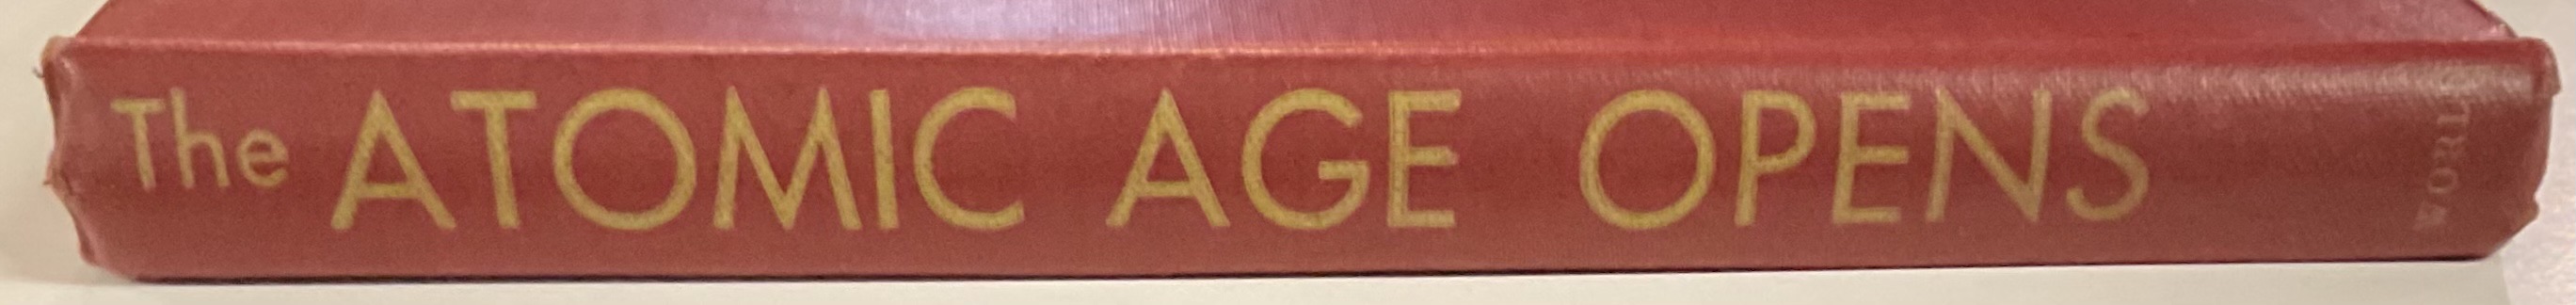 The ATOMIC AGE OPENS
WORLD